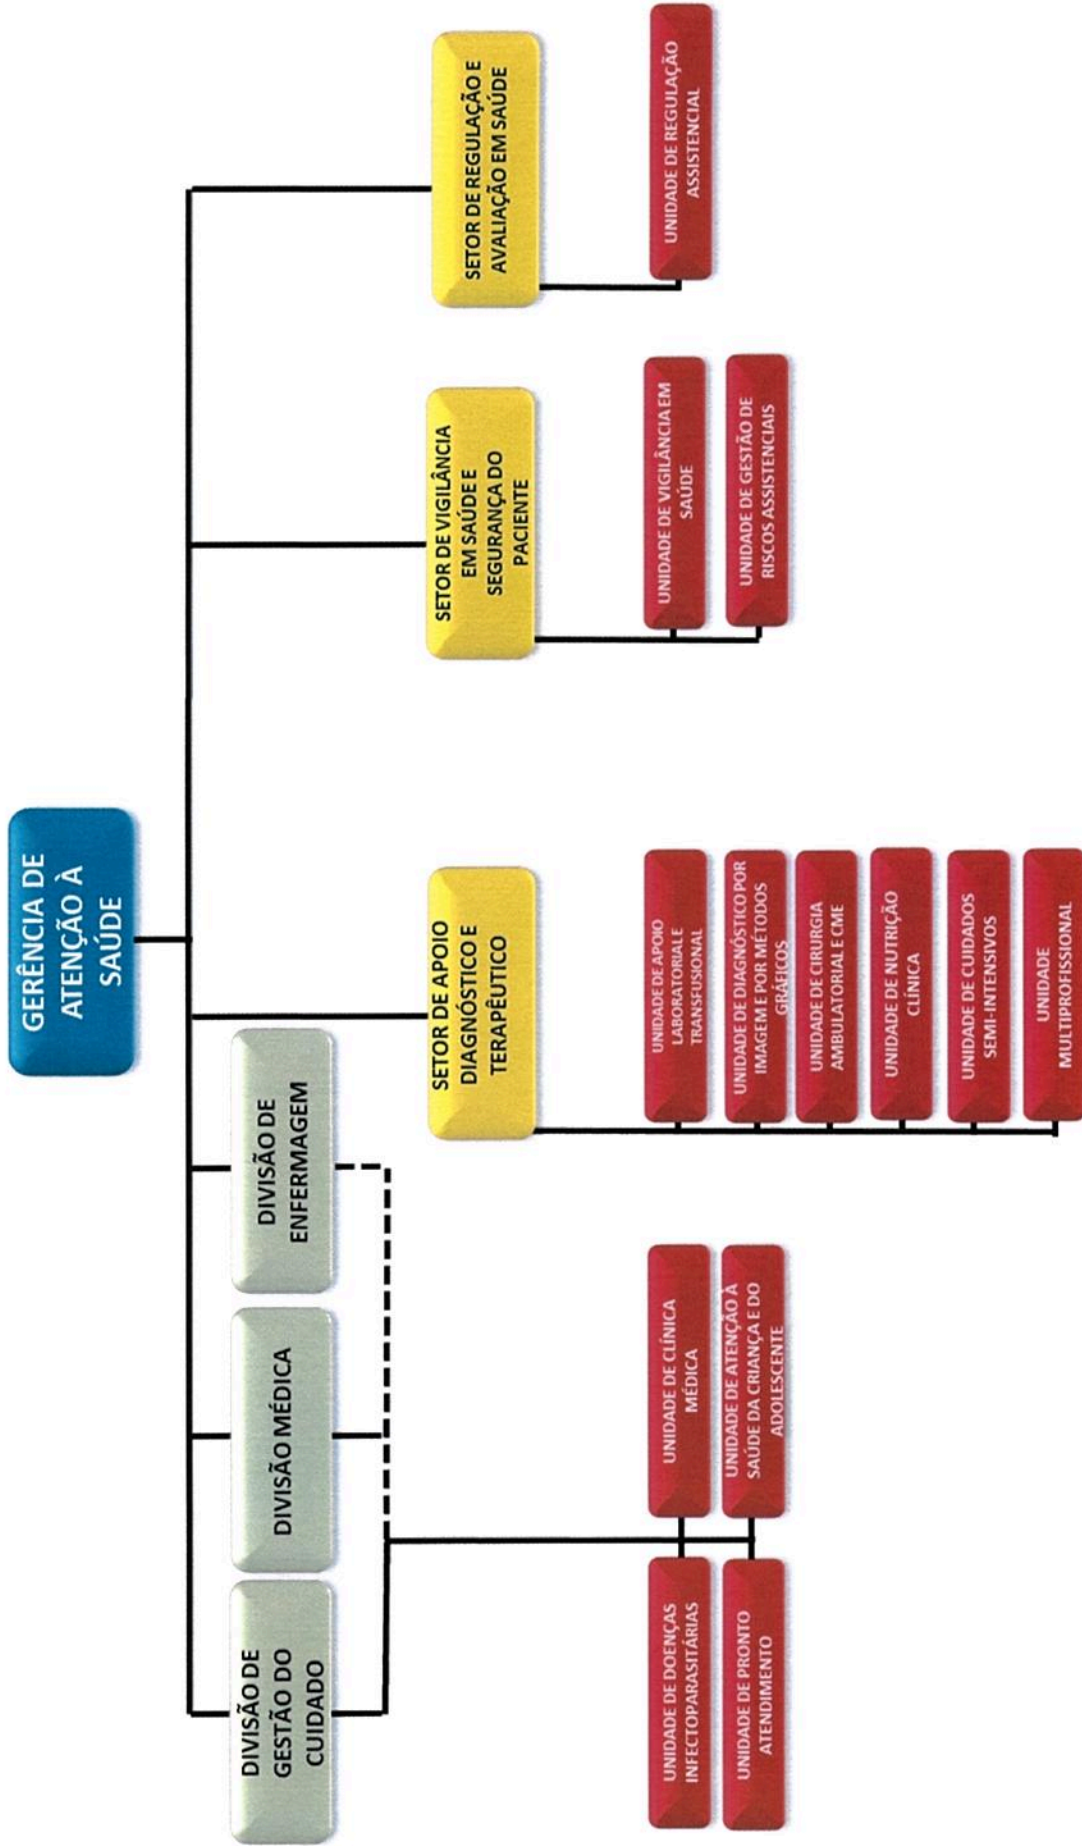 GERÊNCIA DE
ATENÇÃO À
SAÚDE
DIVISÃO DE
GESTÃO DO
CUIDADO
DIVISÃO MÉDICA
DIVISÃO DE
ENFERMAGEM
SETOR DE APOIO
DIAGNÓSTICO E
TERAPÊUTICO
SETOR DE VIGILÂNCIA
EM SAÚDE E
SEGURANÇA DO
PACIENTE
SETOR DE REGULAÇÃO E
AVALIAÇÃO EM SAÚDE
UNIDADE DE DOENÇAS
INFECTOPARASITÁRIAS
UNIDADE DE CLÍNICA
MÉDICA
UNIDADE DE PRONTO
ATENDIMENTO
UNIDADE DE ATENÇÃO À
SAÚDE DA CRIANÇA E DO
ADOLESCENTE
UNIDADE DE APOIO
LABORATORIAL E
TRANSFUSIONAL
UNIDADE DE DIAGNÓSTICO POR
IMAGEM E POR MÉTODOS
GRÁFICOS
UNIDADE DE CIRURGIA
AMBULATORIAL E CME
UNIDADE DE NUTRIÇÃO
CLÍNICA
UNIDADE DE CUIDADOS
SEMI-INTENSIVOS
UNIDADE
MULTIPROFISSIONAL
UNIDADE DE VIGILÂNCIA EM
SAÚDE
UNIDADE DE GESTÃO DE
RISCOS ASSISTENCIAIS
UNIDADE DE REGULAÇÃO
ASSISTENCIAL